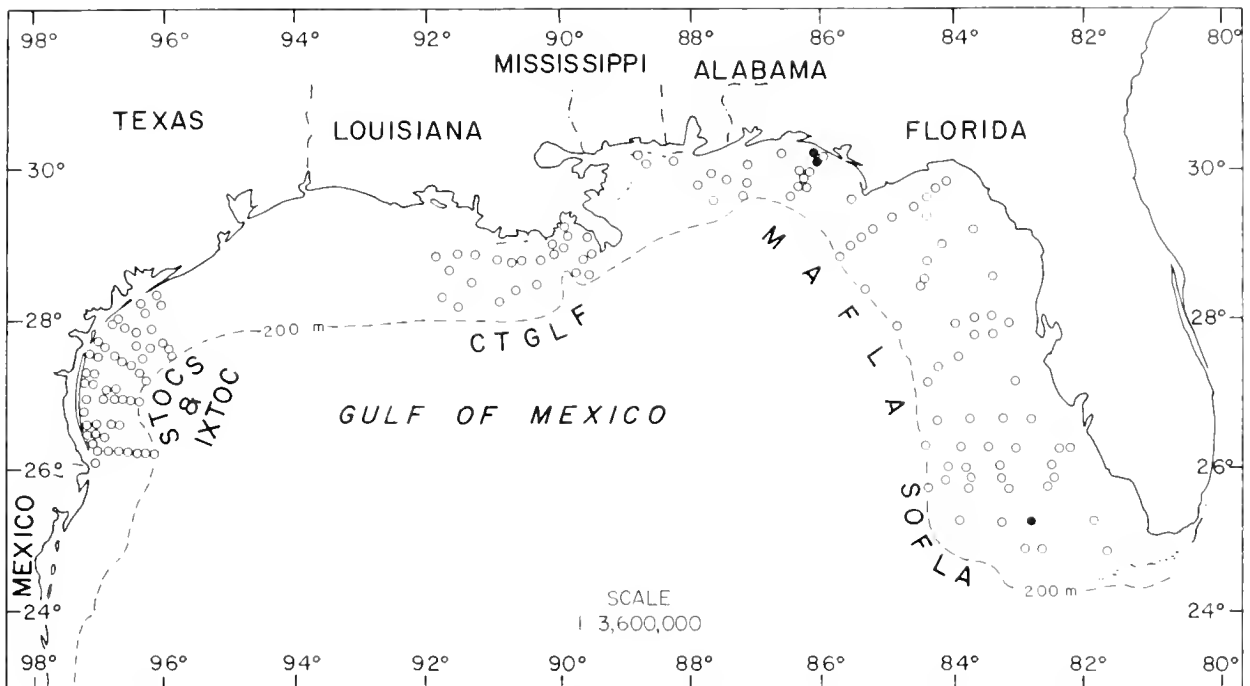 98° 96° 94° 90° 88° 86° 84° 82° 80°
MISSISSIPPI ALABAMA
TEXAS LOUISIANA FLORIDA
30° 30°
28° 200 m 28°
CTGLF
MAFLA
STOCS
&
IXTOC
GULF OF MEXICO
26° 26°
SOFLA
MEXICO
200 m
24° SCALE 24°
1 3,600,000
98° 96° 94° 92° 90° 88° 86° 84° 82° 80°